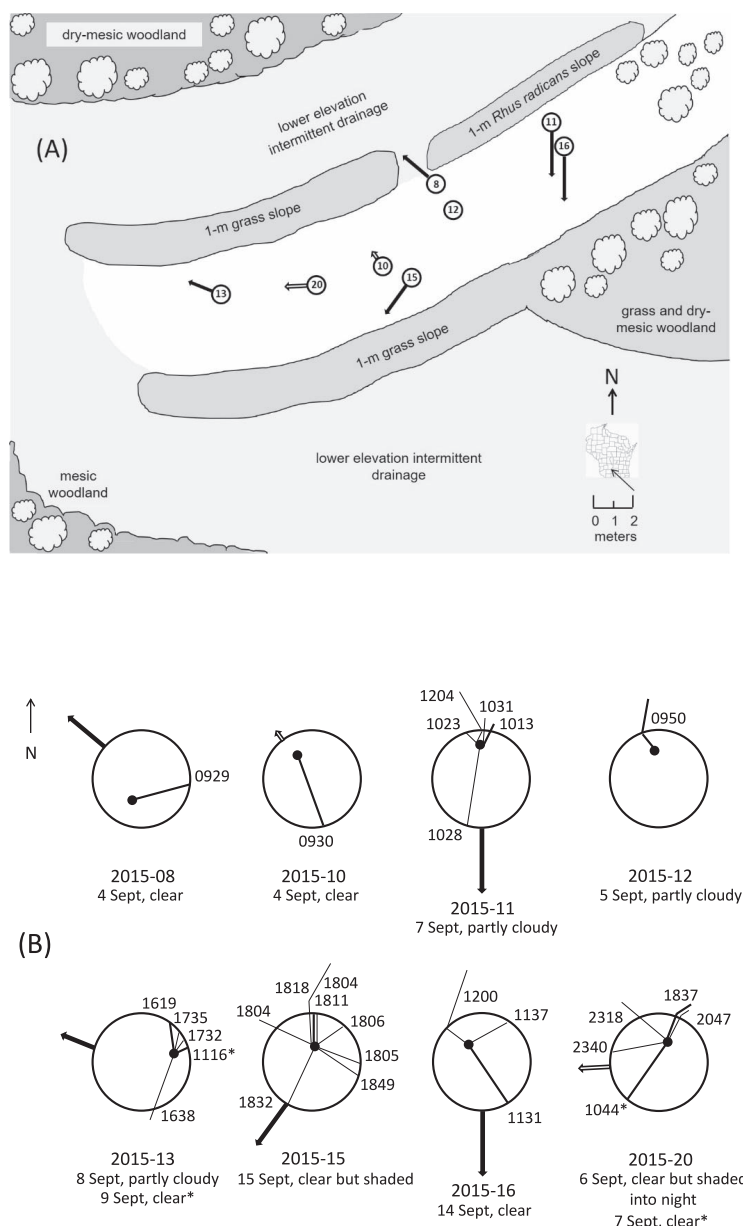 dry-mesic woodland
(A)
lower elevation
intermittent drainage
1-m Rhus radicans slope
11
16
8
12
1-m grass slope
10
13
20
15
grass and dry-
mesic woodland
1-m grass slope
N
lower elevation intermittent
drainage
mesic
woodland
0 1 2
meters
N
0929
2015-08
4 Sept, clear
0930
2015-10
4 Sept, clear
1204
1031
1023
1013
1028
2015-11
7 Sept, partly cloudy
0950
2015-12
5 Sept, partly cloudy
(B)
1619
1735
1732
1116*
1638
2015-13
8 Sept, partly cloudy
9 Sept, clear*
1818
1804
1811
1804
1806
1805
1849
1832
2015-15
15 Sept, clear but shaded
1200
1137
1131
2015-16
14 Sept, clear
1837
2318
2047
2340
1044*
2015-20
6 Sept, clear but shaded
into night
7 Sept, clear*